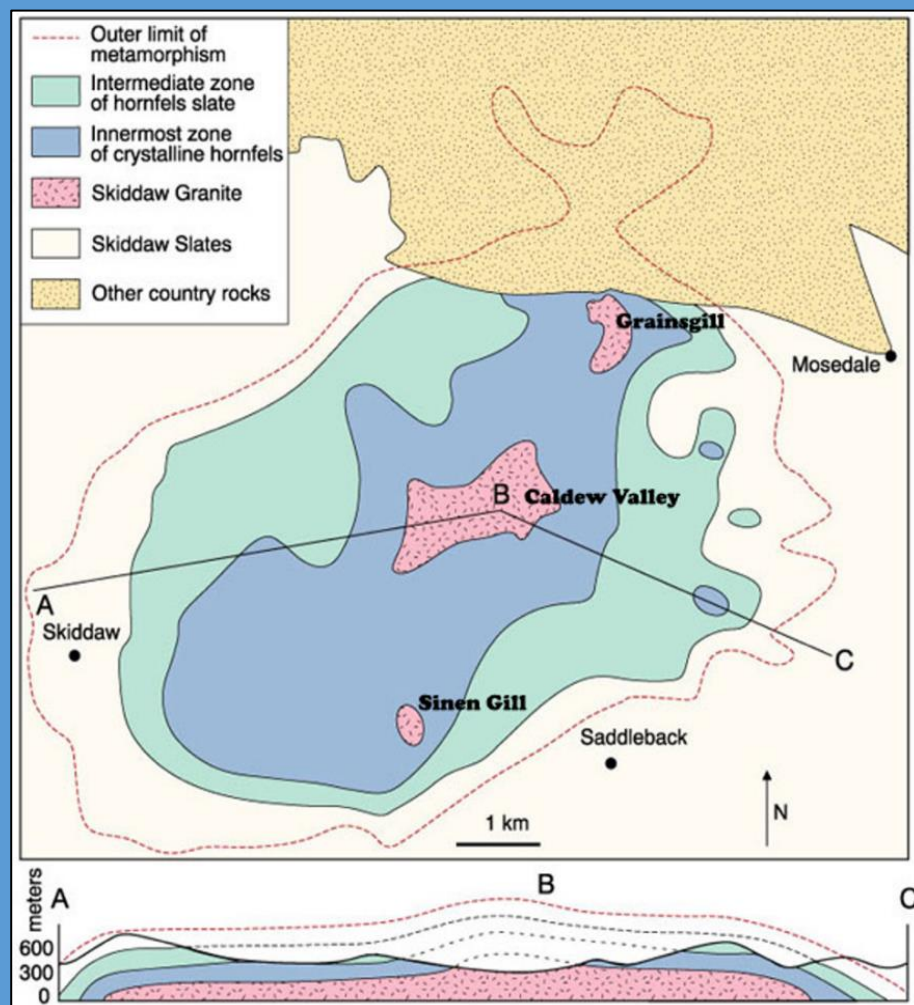 Outer limit of
metamorphism
Intermediate zone
of hornfels slate
Innermost zone
of crystalline hornfels
Skiddaw Granite
Skiddaw Slates
Other country rocks
Grainsgill
Mosedale
B
Caldew Valley
A
Skiddaw
C
Sinen Gill
Saddleback
1 km
N
meters
A
B
C
600
300
0